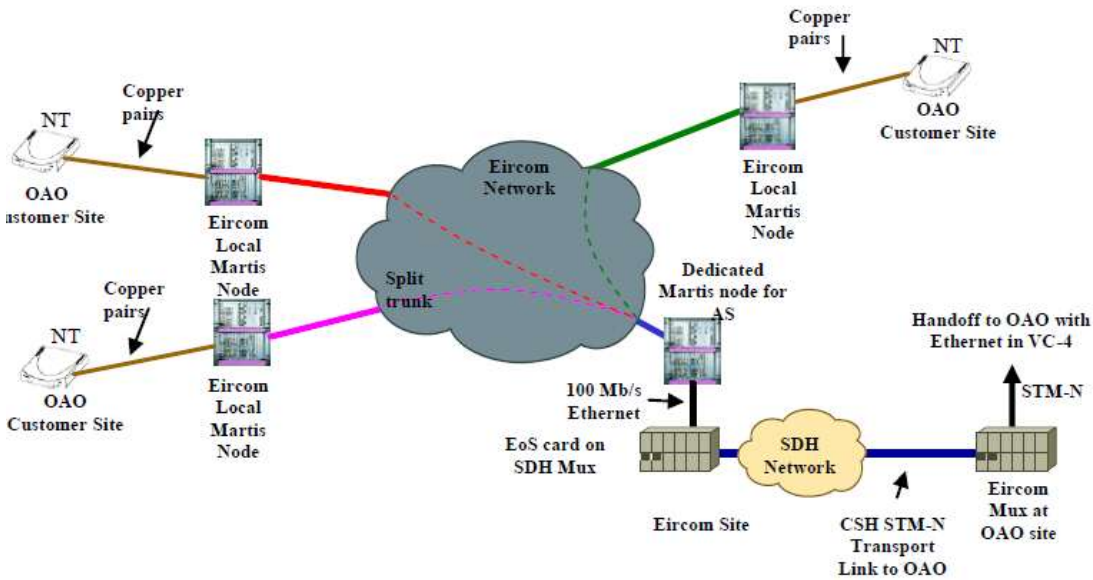 Copper
pairs
NT
OAO
Customer Site
Copper
pairs
NT
OAO
ustomer Site
Eircom
Local
Martis
Node
Eircom
Network
Eircom
Local
Martis
Node
Split
trunk
Dedicated
Martis node for
AS
Copper
pairs
NT
OAO
Customer Site
Eircom
Local
Martis
Node
Handoff to OAO with
Ethernet in VC-4
STM-N
100 Mb/s
Ethernet
EoS card on
SDH Mux
SDH
Network
Eircom Site
CSH STM-N
Transport
Link to OAO
Eircom
Mux at
OAO site